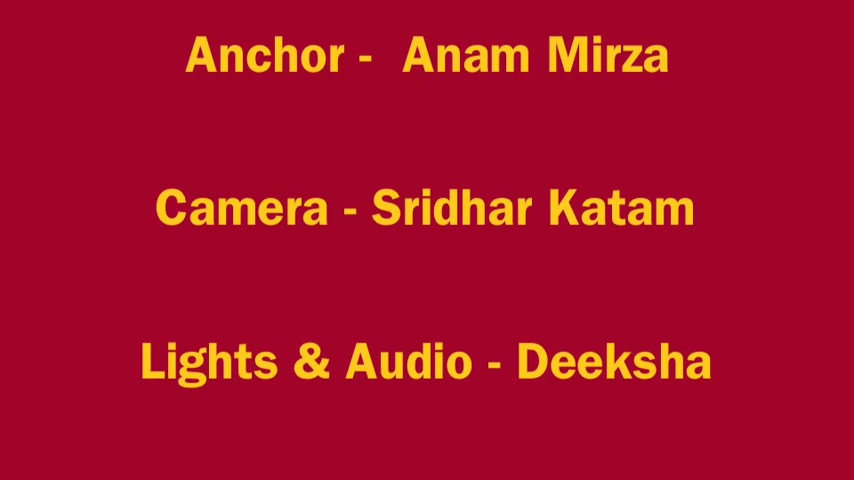 Anchor -  Anam Mirza
Camera - Sridhar Katam
Lights & Audio - Deeksha